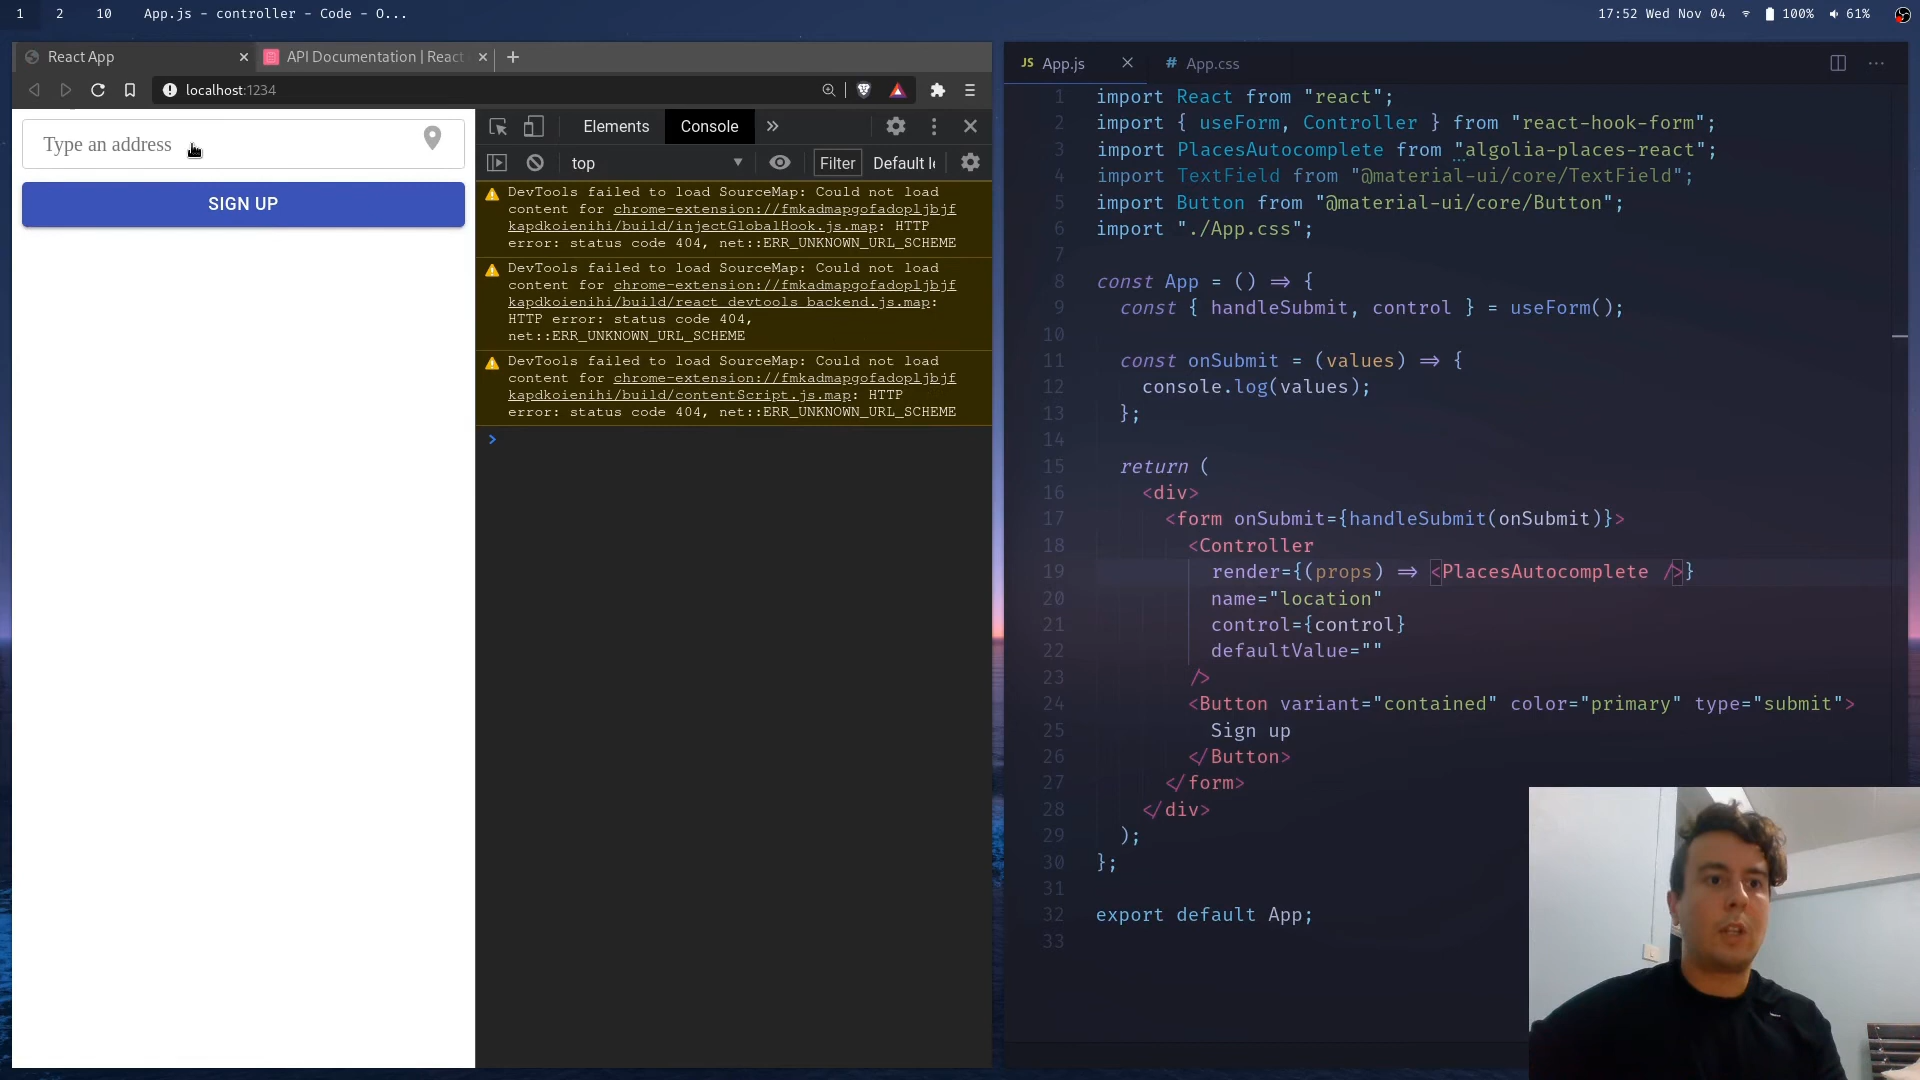 1 2 10 App.js - controller - Code - O...
17:52 Wed Nov 04 100% 61%
React App
API Documentation | React
localhost:1234
Type an address
SIGN UP
Elements Console
top Filter
DevTools failed to load SourceMap: Could not load
content for chrome-extension://fmkadmapgofadopljbjf
kapdkoienihi/build/injectGlobalHook.js.map: HTTP
error: status code 404, net::ERR_UNKNOWN_URL_SCHEME
DevTools failed to load SourceMap: Could not load
content for chrome-extension://fmkadmapgofadopljbjf
kapdkoienihi/build/react_devtools_backend.js.map:
HTTP error: status code 404,
net::ERR_UNKNOWN_URL_SCHEME
DevTools failed to load SourceMap: Could not load
content for chrome-extension://fmkadmapgofadopljbjf
kapdkoienihi/build/contentScript.js.map: HTTP
error: status code 404, net::ERR_UNKNOWN_URL_SCHEME
>
JS App.js
# App.css
1 import React from "react";
2 import { useForm, Controller } from "react-hook-form";
3 import PlacesAutocomplete from "algolia-places-react";
4 import TextField from "@material-ui/core/TextField";
5 import Button from "@material-ui/core/Button";
6 import "./App.css";
7
8 const App = () => {
9 const { handleSubmit, control } = useForm();
10
11 const onSubmit = (values) => {
12 console.log(values);
13 };
14
15 return (
16 <div>
17 <form onSubmit={handleSubmit(onSubmit)}>
18 <Controller
19 render={(props) => <PlacesAutocomplete />}
20 name="location"
21 control={control}
22 defaultValue=""
23 />
24 <Button variant="contained" color="primary" type="submit">
25 Sign up
26 </Button>
27 </form>
28 </div>
29 );
30 };
31
32 export default App;
33